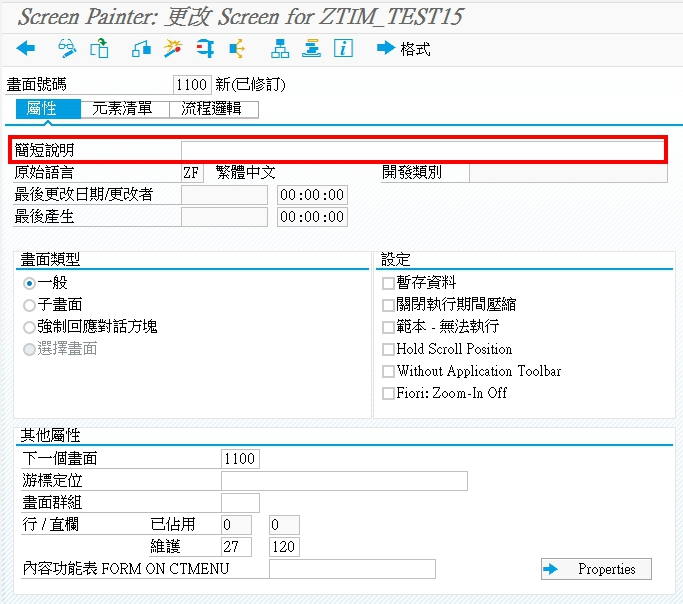 Screen Painter: 更改 Screen for ZTIM_TEST15
格式
畫面號碼 1100 新(已修訂)
屬性 元素清單 流程邏輯
簡短說明
原始語言 ZF 繁體中文 開發類別
最後更改日期/更改者 00:00:00
最後產生 00:00:00
畫面類型 設定
一般 暫存資料
子畫面 關閉執行期間壓縮
強制回應對話方塊 範本 - 無法執行
選擇畫面 Hold Scroll Position
Without Application Toolbar
Fiori: Zoom-In Off
其他屬性
下一個畫面 1100
游標定位
畫面群組
行 / 直欄 已佔用 0 0
維護 27 120
內容功能表 FORM ON CTMENU Properties